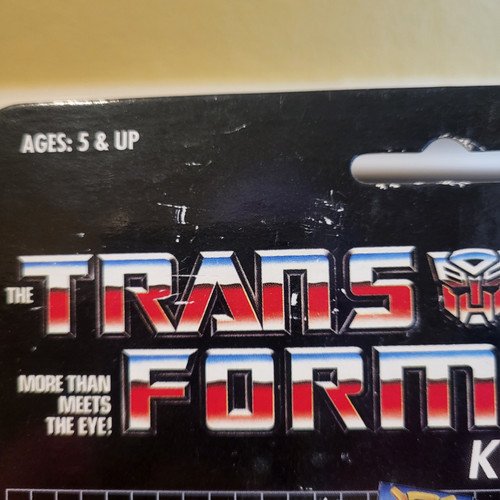 AGES: 5 & UP
THE TRANS
FORM
MORE THAN
MEETS
THE EYE!
K